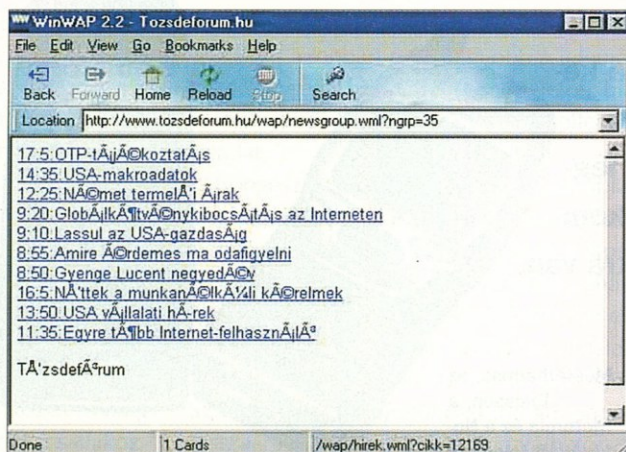 WinWAP 2.2 - Tozsdeforum.hu
File Edit View Go Bookmarks Help
Back Forward Home Reload Stop Search
Location http://www.tozsdeforum.hu/wap/newsgroup.wml?ngrp=35
17:5:OTP-tÃ¡jÃ©koztatÃ¡s
14:35:USA-makroadatok
12:25:NÃ©met termelÅ'i Ã¡rak
9:20:GlobÃ¡lkÃ¶tvÃ©nykibocsÃ¡tÃ¡s az Interneten
9:10:Lassul az USA-gazdasÃ¡g
8:55:Amire Ã©rdemes ma odafigyelni
8:50:Gyenge Lucent negyedÃ©v
16:5:NÅ'ttek a munkanÃ©lkÃ¼li kÃ©relmek
13:50:USA vÃ¡llalati hÃ-rek
11:35:Egyre tÃ¶bb Internet-felhasznÃ¡lÃª
TÅ'zsdefÃªrum
Done 1 Cards /wap/hirek.wml?cikk=12169